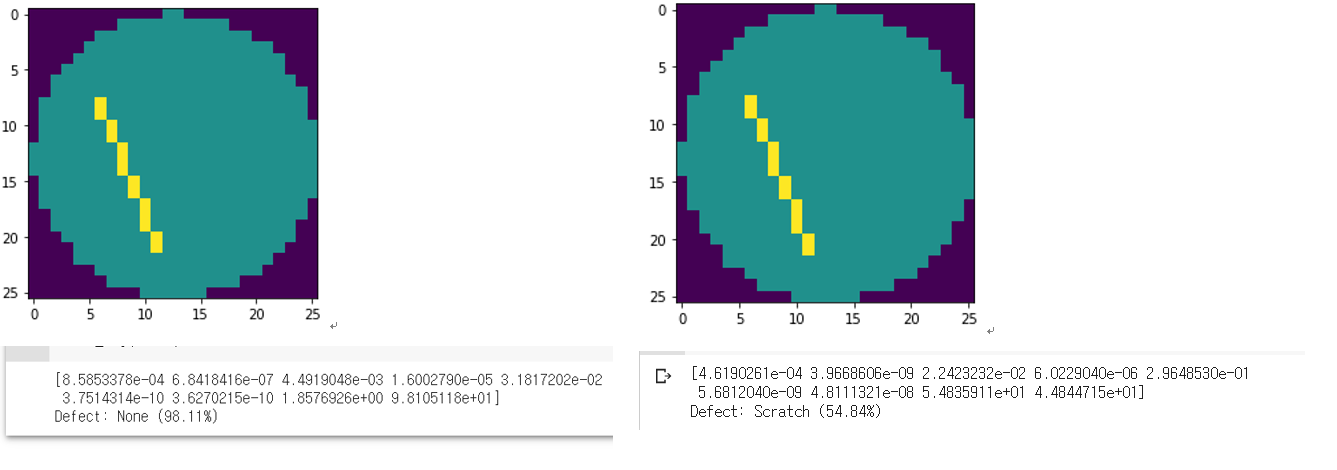 0
5
10
15
20
25
0 5 10 15 20 25
[8.5853378e-04 6.8418416e-07 4.4919048e-03 1.6002790e-05 3.1817202e-02
3.7514314e-10 3.6270215e-10 1.8576926e+00 9.8105118e+01]
Defect: None (98.11%)
0
5
10
15
20
25
0 5 10 15 20 25
[4.6190261e-04 3.9668606e-09 2.2423232e-02 6.0229040e-06 2.9648530e-01
5.6812040e-09 4.8111321e-08 5.4835911e+01 4.4844715e+01]
Defect: Scratch (54.84%)